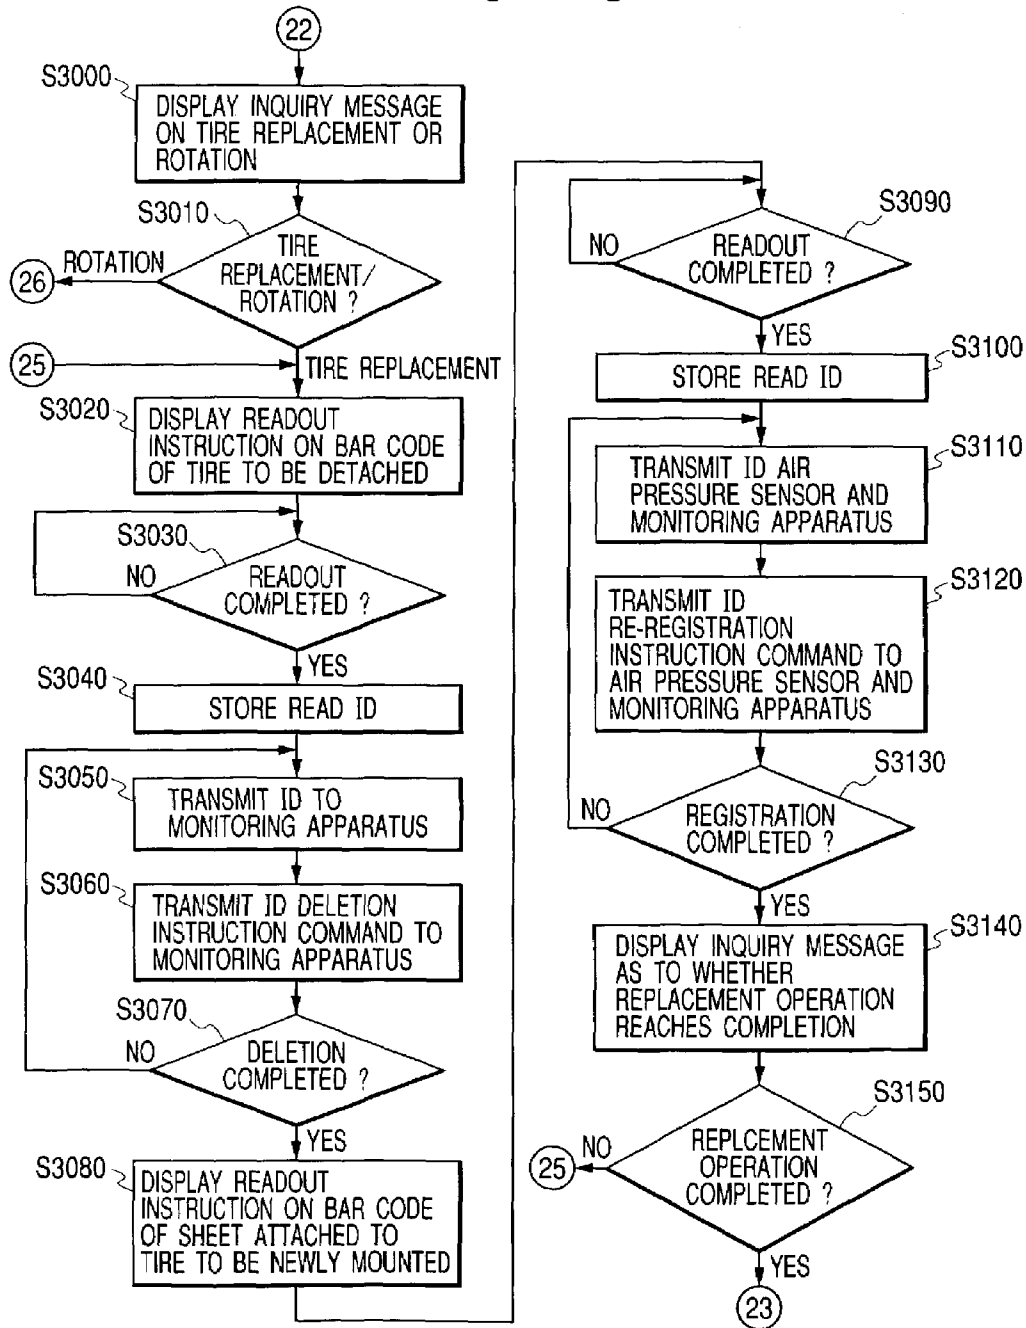 22
S3000
DISPLAY INQUIRY MESSAGE
ON TIRE REPLACEMENT OR
ROTATION
S3010
TIRE
REPLACEMENT/
ROTATION ?
ROTATION
26
25
TIRE REPLACEMENT
S3020
DISPLAY READOUT
INSTRUCTION ON BAR CODE
OF TIRE TO BE DETACHED
S3030
NO
READOUT
COMPLETED ?
YES
S3040
STORE READ ID
S3050
TRANSMIT ID TO
MONITORING APPARATUS
S3060
TRANSMIT ID DELETION
INSTRUCTION COMMAND TO
MONITORING APPARATUS
S3070
NO
DELETION
COMPLETED ?
YES
S3080
DISPLAY READOUT
INSTRUCTION ON BAR CODE
OF SHEET ATTACHED TO
TIRE TO BE NEWLY MOUNTED
S3090
NO
READOUT
COMPLETED ?
YES
S3100
STORE READ ID
S3110
TRANSMIT ID AIR
PRESSURE SENSOR AND
MONITORING APPARATUS
S3120
TRANSMIT ID
RE-REGISTRATION
INSTRUCTION COMMAND TO
AIR PRESSURE SENSOR AND
MONITORING APPARATUS
S3130
NO
REGISTRATION
COMPLETED ?
YES
S3140
DISPLAY INQUIRY MESSAGE
AS TO WHETHER
REPLACEMENT OPERATION
REACHES COMPLETION
S3150
NO
25
REPLCEMENT
OPERATION
COMPLETED ?
YES
23